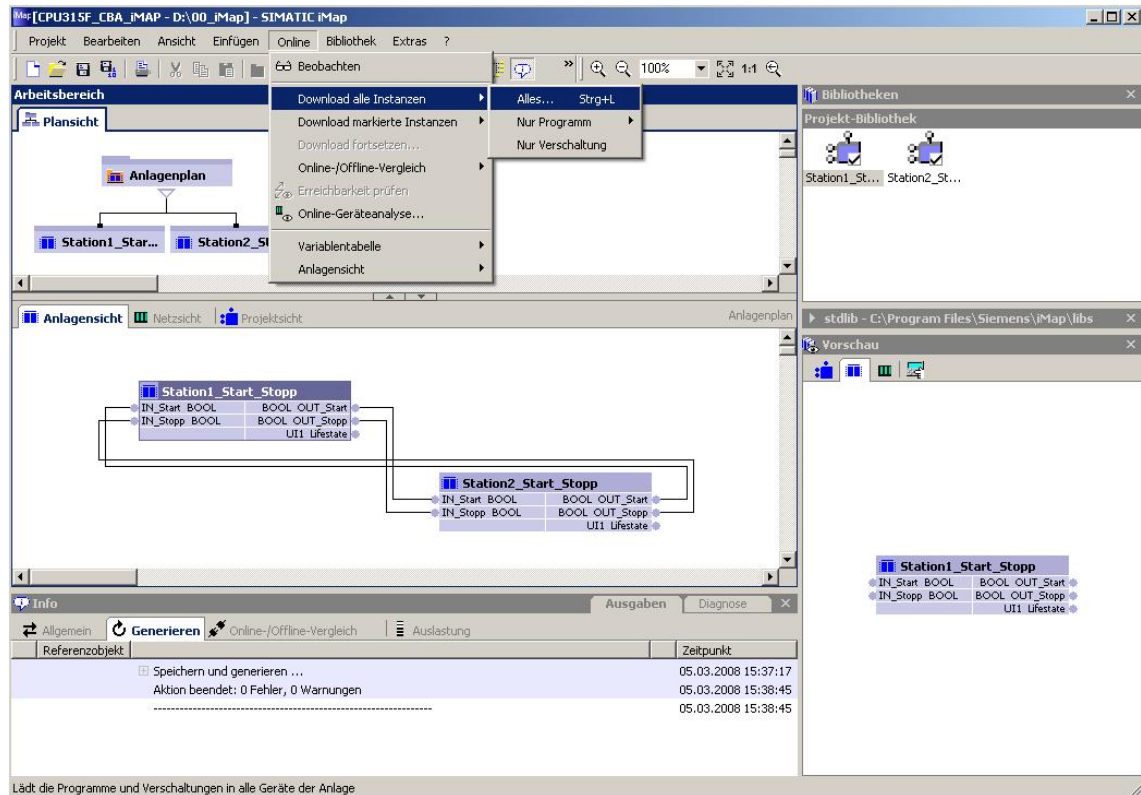 [CPU315F_CBA_iMAP - D:\00_iMap] - SIMATIC iMap
Projekt Bearbeiten Ansicht Einfügen Online Bibliothek Extras ?
100% 1:1
Beobachten
Download alle Instanzen
Download markierte Instanzen
Download fortsetzen...
Online-/Offline-Vergleich
Erreichbarkeit prüfen
Online-Geräteanalyse...
Variablentabelle
Anlagensicht
Alles... Strg+L
Nur Programm
Nur Verschaltung
Arbeitsbereich
Plansicht
Anlagenplan
Station1_Star...
Station2_St
Anlagensicht Netzsicht Projektsicht Anlagenplan
Station1_Start_Stopp
IN_Start BOOL BOOL OUT_Start
IN_Stopp BOOL BOOL OUT_Stopp
UI1 Lifestate
Station2_Start_Stopp
IN_Start BOOL BOOL OUT_Start
IN_Stopp BOOL BOOL OUT_Stopp
UI1 Lifestate
Bibliotheken
Projekt-Bibliothek
Station1_St... Station2_St...
stdlib - C:\Program Files\Siemens\iMap\libs
Vorschau
Station1_Start_Stopp
IN_Start BOOL BOOL OUT_Start
IN_Stopp BOOL BOOL OUT_Stopp
UI1 Lifestate
Info Ausgaben Diagnose
Allgemein Generieren Online-/Offline-Vergleich Auslastung
Referenzobjekt Zeitpunkt
Speichern und generieren ... 05.03.2008 15:37:17
Aktion beendet: 0 Fehler, 0 Warnungen 05.03.2008 15:38:45
------------------------------------------------------------------ 05.03.2008 15:38:45
Lädt die Programme und Verschaltungen in alle Geräte der Anlage